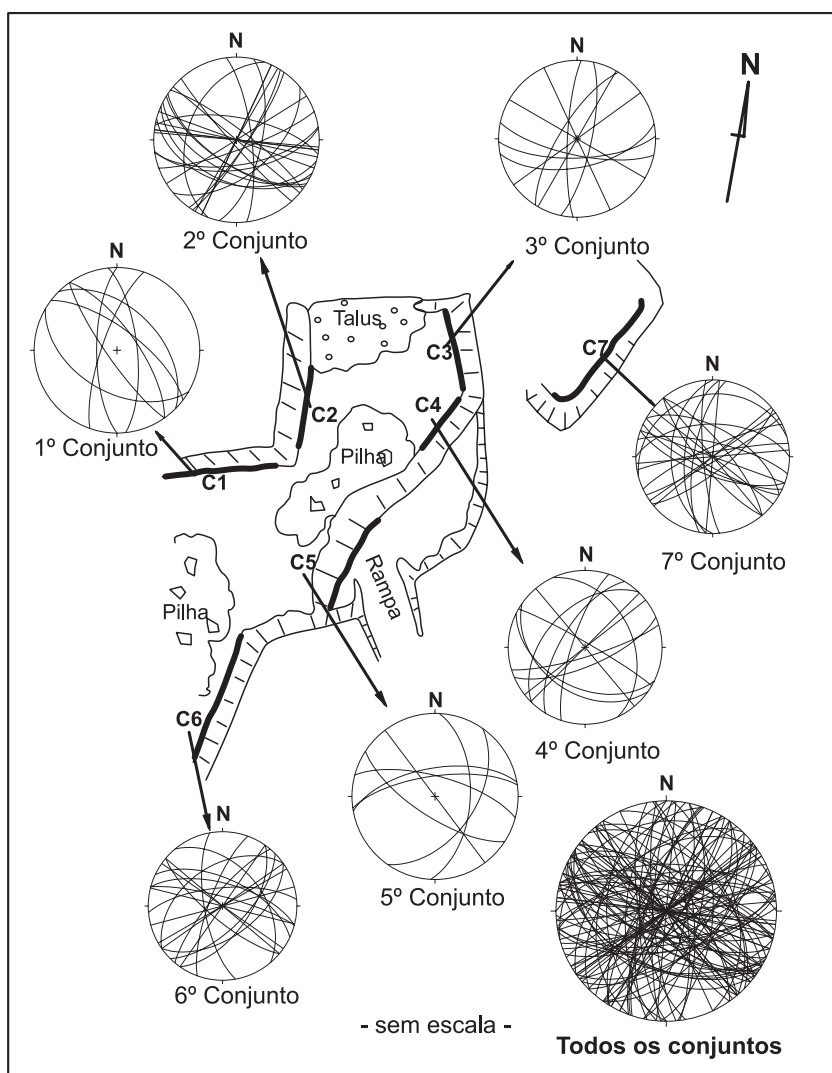 N
N
N
2º Conjunto
3º Conjunto
N
Talus
C3
C7
N
C2
C4
1º Conjunto
Pilha
C1
7º Conjunto
C5
Rampa
N
Pilha
N
C6
4º Conjunto
N
N
5º Conjunto
6º Conjunto
- sem escala -
Todos os conjuntos